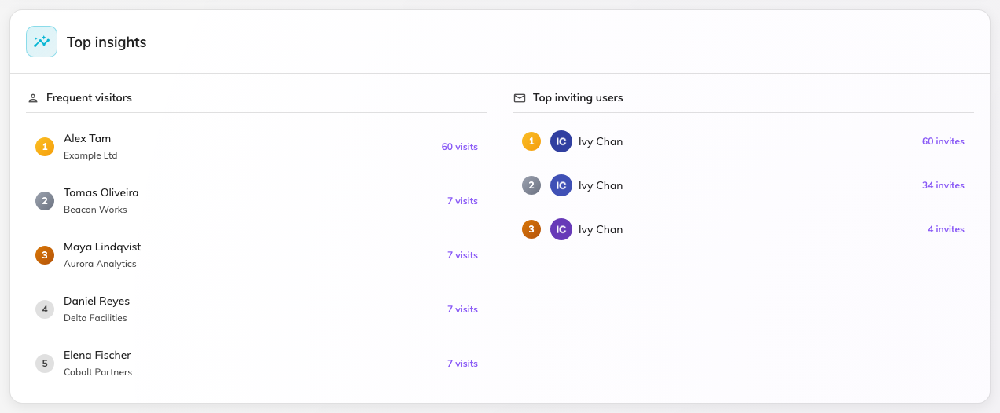 Top insights
Frequent visitors
1
Alex Tam
Example Ltd
60 visits
2
Tomas Oliveira
Beacon Works
7 visits
3
Maya Lindqvist
Aurora Analytics
7 visits
4
Daniel Reyes
Delta Facilities
7 visits
5
Elena Fischer
Cobalt Partners
7 visits
Top inviting users
1 IC Ivy Chan 60 invites
2 IC Ivy Chan 34 invites
3 IC Ivy Chan 4 invites